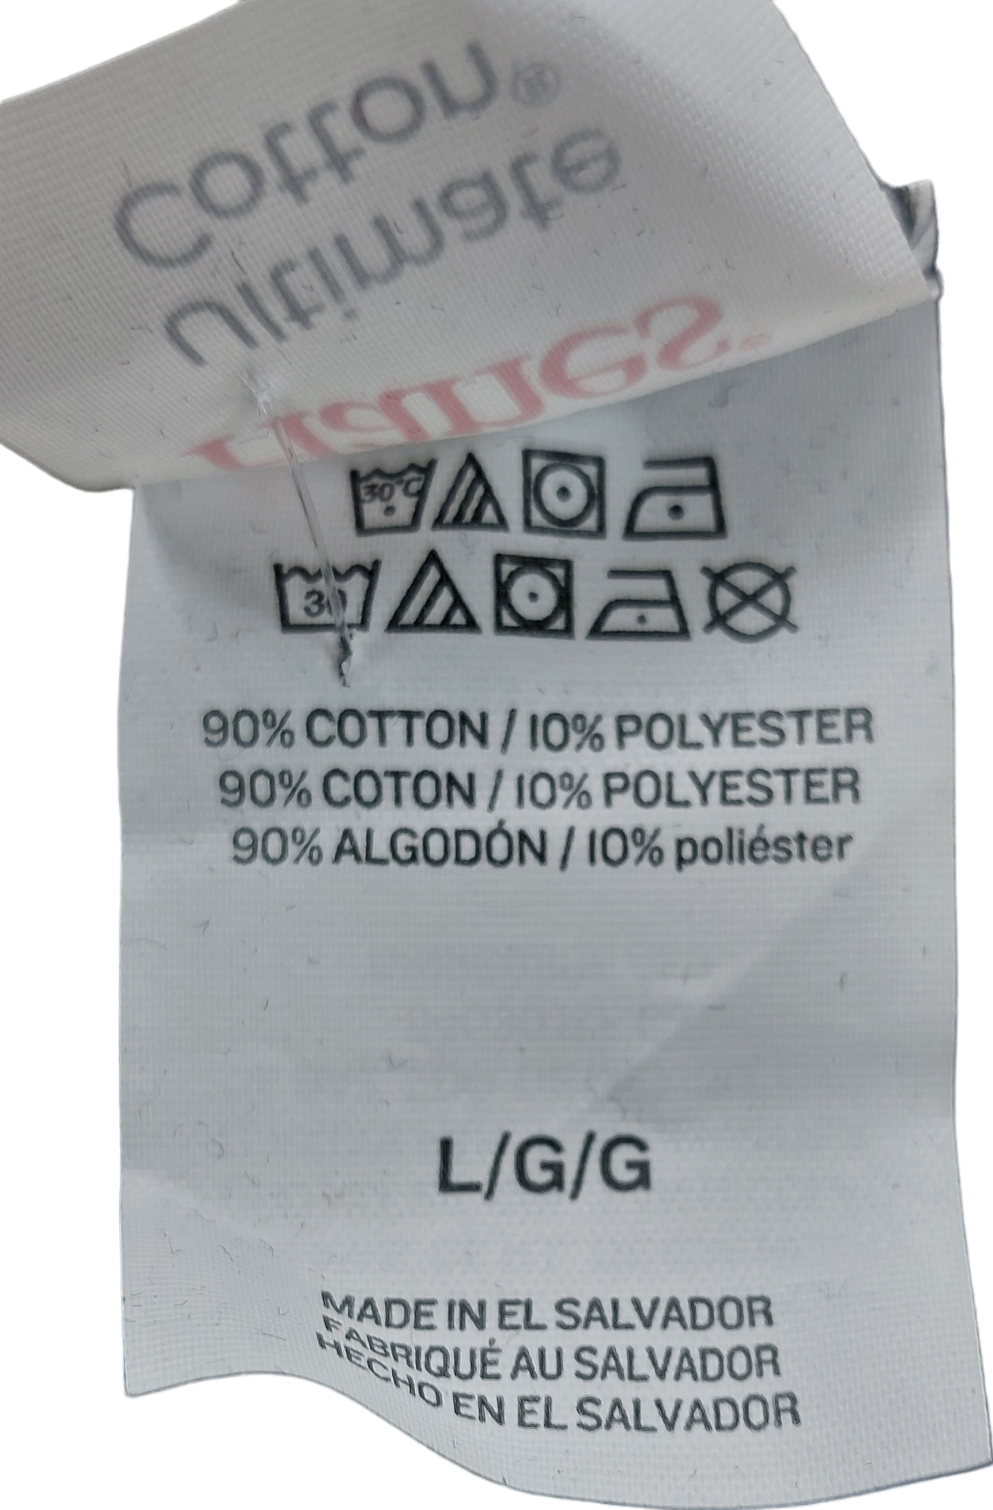 Cotton®
Ultimate
Hanes®
30°C
30
90% COTTON / 10% POLYESTER
90% COTON / 10% POLYESTER
90% ALGODÓN / 10% poliéster
L/G/G
MADE IN EL SALVADOR
FABRIQUÉ AU SALVADOR
HECHO EN EL SALVADOR